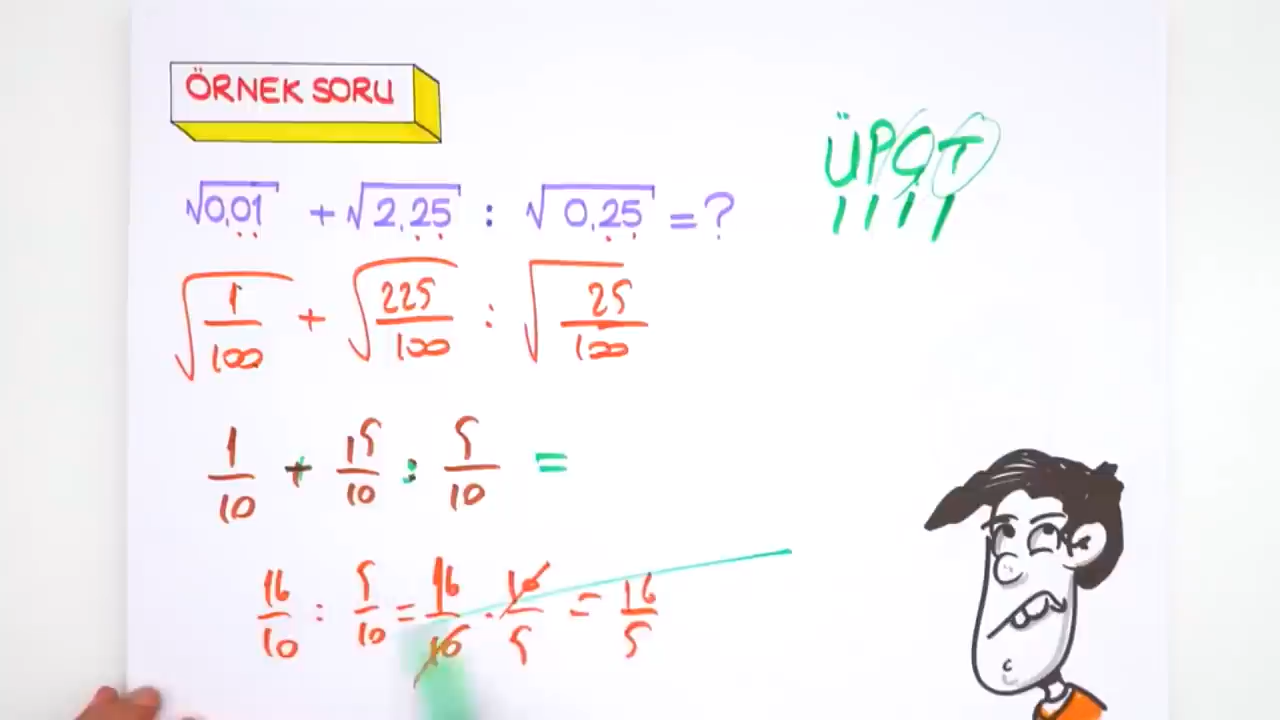 ÖRNEK SORU
ÜPÇT
√0,01 + √2,25 : √0,25 = ?
√(1/100) + √(225/100) : √(25/100)
1/10 + 15/10 : 5/10 =
16/10 : 5/10 = 16/10 . 10/5 = 16/5